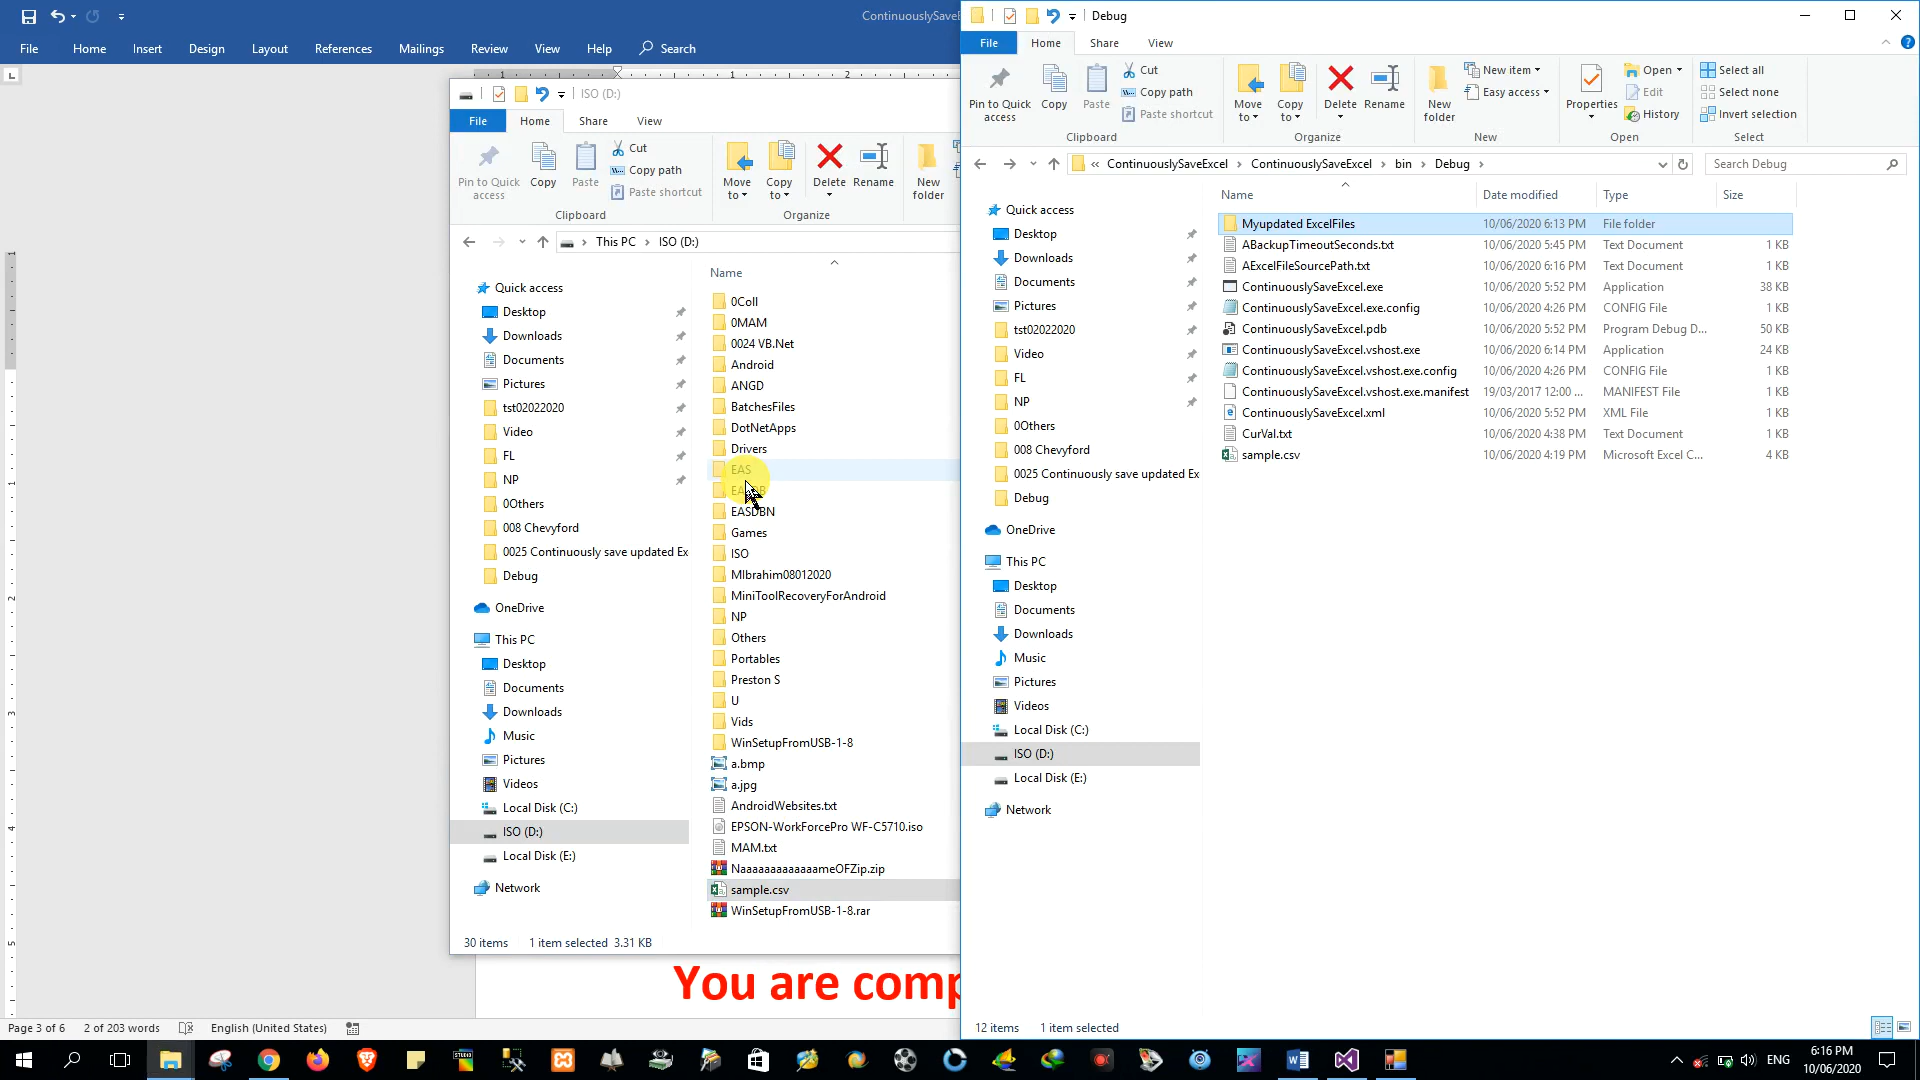 ContinuouslySaveE
File Home Insert Design Layout References Mailings Review View Help Search
1 1 2
ISO (D:)
File Home Share View
Pin to Quick access
Copy
Paste
Cut
Copy path
Paste shortcut
Clipboard
Move to
Copy to
Delete
Rename
Organize
New folder
This PC › ISO (D:)
Quick access
Desktop
Downloads
Documents
Pictures
tst02022020
Video
FL
NP
0Others
008 Chevyford
0025 Continuously save updated Ex
Debug
OneDrive
This PC
Desktop
Documents
Downloads
Music
Pictures
Videos
Local Disk (C:)
ISO (D:)
Local Disk (E:)
Network
Name
0Coll
0MAM
0024 VB.Net
Android
ANGD
BatchesFiles
DotNetApps
Drivers
EAS
EASDBN
Games
ISO
MIbrahim08012020
MiniToolRecoveryForAndroid
NP
Others
Portables
Preston S
U
Vids
WinSetupFromUSB-1-8
a.bmp
a.jpg
AndroidWebsites.txt
EPSON-WorkForcePro WF-C5710.iso
MAM.txt
NaaaaaaaaaaaaameOFZip.zip
sample.csv
WinSetupFromUSB-1-8.rar
30 items 1 item selected 3.31 KB
You are comp
Page 3 of 6 2 of 203 words English (United States)
Debug
File Home Share View
Pin to Quick access
Copy
Paste
Cut
Copy path
Paste shortcut
Clipboard
Move to
Copy to
Delete
Rename
Organize
New folder
New item
Easy access
New
Properties
Open
Edit
History
Open
Select all
Select none
Invert selection
Select
« ContinuouslySaveExcel › ContinuouslySaveExcel › bin › Debug ›
Search Debug
Quick access
Desktop
Downloads
Documents
Pictures
tst02022020
Video
FL
NP
0Others
008 Chevyford
0025 Continuously save updated Ex
Debug
OneDrive
This PC
Desktop
Documents
Downloads
Music
Pictures
Videos
Local Disk (C:)
ISO (D:)
Local Disk (E:)
Network
Name Date modified Type Size
Myupdated ExcelFiles 10/06/2020 6:13 PM File folder
ABackupTimeoutSeconds.txt 10/06/2020 5:45 PM Text Document 1 KB
AExcelFileSourcePath.txt 10/06/2020 6:16 PM Text Document 1 KB
ContinuouslySaveExcel.exe 10/06/2020 5:52 PM Application 38 KB
ContinuouslySaveExcel.exe.config 10/06/2020 4:26 PM CONFIG File 1 KB
ContinuouslySaveExcel.pdb 10/06/2020 5:52 PM Program Debug D... 50 KB
ContinuouslySaveExcel.vshost.exe 10/06/2020 6:14 PM Application 24 KB
ContinuouslySaveExcel.vshost.exe.config 10/06/2020 4:26 PM CONFIG File 1 KB
ContinuouslySaveExcel.vshost.exe.manifest 19/03/2017 12:00 ... MANIFEST File 1 KB
ContinuouslySaveExcel.xml 10/06/2020 5:52 PM XML File 1 KB
CurVal.txt 10/06/2020 4:38 PM Text Document 1 KB
sample.csv 10/06/2020 4:19 PM Microsoft Excel C... 4 KB
12 items 1 item selected
ENG
6:16 PM
10/06/2020